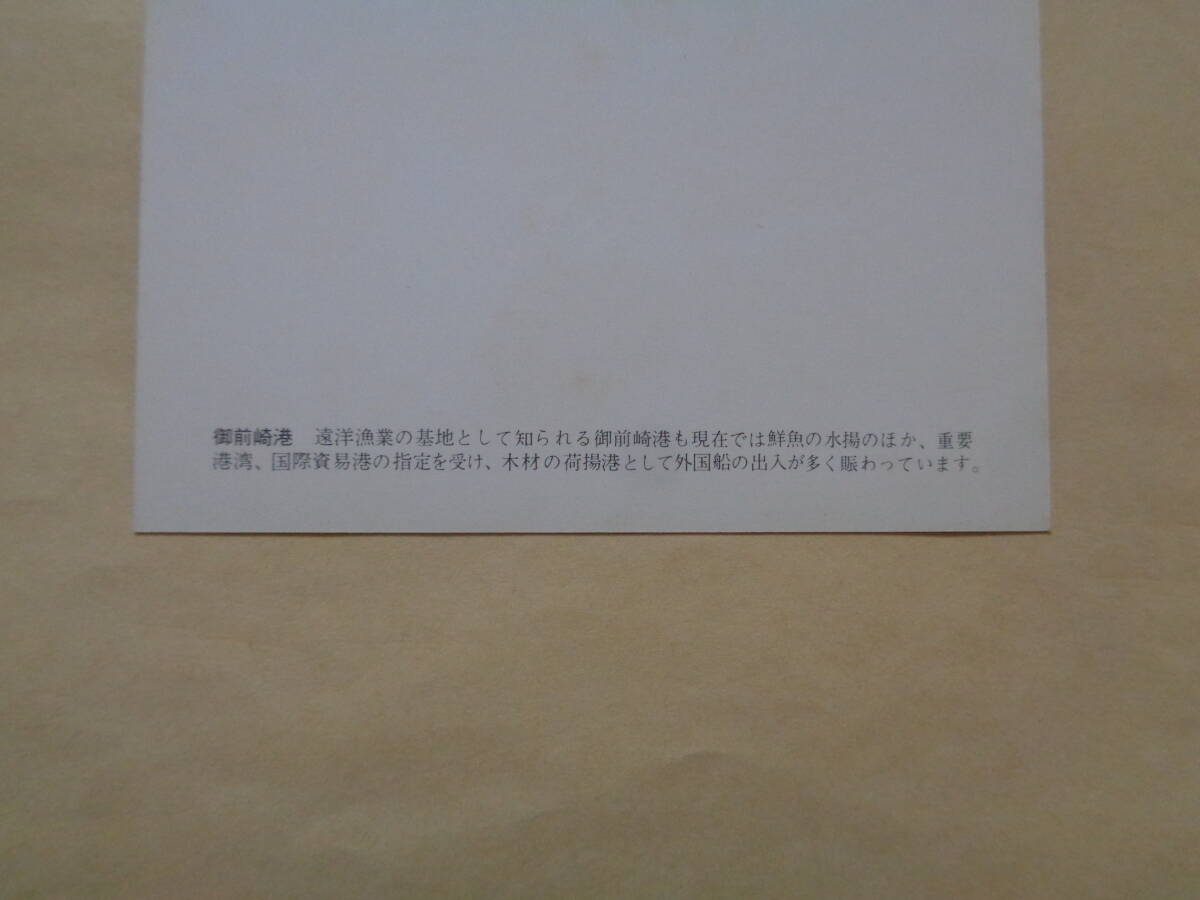 御前崎港　遠洋漁業の基地として知られる御前崎港も現在では鮮魚の水揚のほか、重要
港湾、国際資易港の指定を受け、木材の荷揚港として外国船の出入が多く賑わっています。